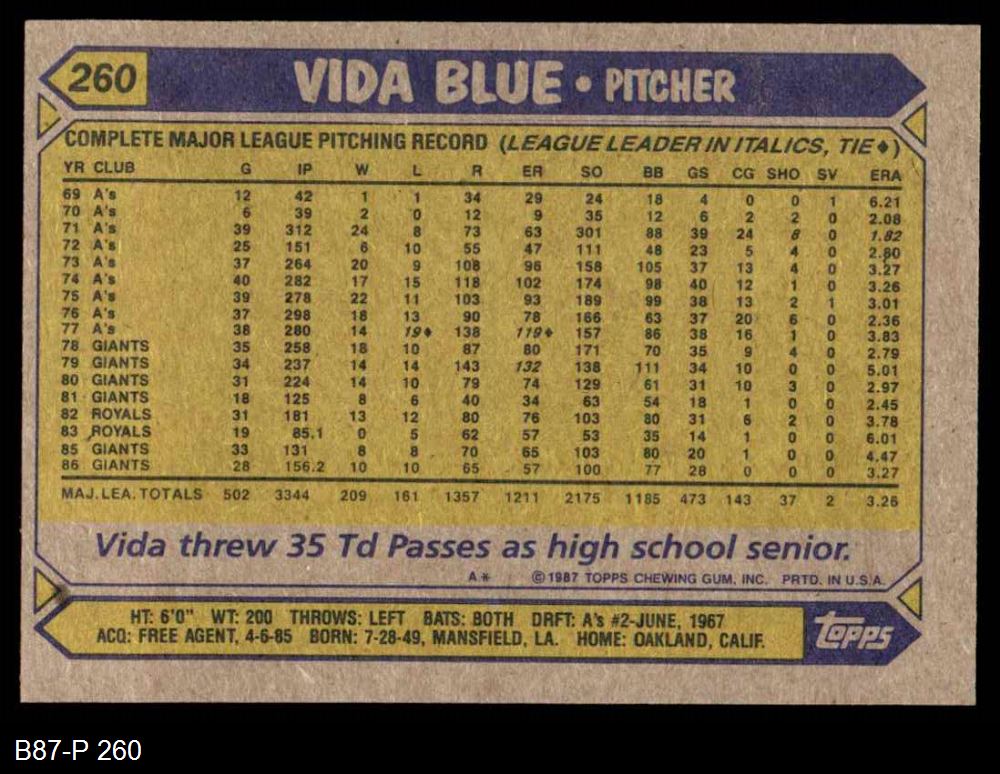 260 VIDA BLUE • PITCHER
COMPLETE MAJOR LEAGUE PITCHING RECORD (LEAGUE LEADER IN ITALICS, TIE♦)
YR CLUB G IP W L R ER SO BB GS CG SHO SV ERA
69 A's 12 42 1 1 34 29 24 18 4 0 0 1 6.21
70 A's 6 39 2 0 12 9 35 12 6 2 2 0 2.08
71 A's 39 312 24 8 73 63 301 88 39 24 8 0 1.82
72 A's 25 151 6 10 55 47 111 48 23 5 4 0 2.80
73 A's 37 264 20 9 108 96 158 105 37 13 4 0 3.27
74 A's 40 282 17 15 118 102 174 98 40 12 1 0 3.26
75 A's 39 278 22 11 103 93 189 99 38 13 2 1 3.01
76 A's 37 298 18 13 90 78 166 63 37 20 6 0 2.36
77 A's 38 280 14 19♦ 138 119♦ 157 86 38 16 1 0 3.83
78 GIANTS 35 258 18 10 87 80 171 70 35 9 4 0 2.79
79 GIANTS 34 237 14 14 143 132 138 111 34 10 0 0 5.01
80 GIANTS 31 224 14 10 79 74 129 61 31 10 3 0 2.97
81 GIANTS 18 125 8 6 40 34 63 54 18 1 0 0 2.45
82 ROYALS 31 181 13 12 80 76 103 80 31 6 2 0 3.78
83 ROYALS 19 85.1 0 5 62 57 53 35 14 1 0 0 6.01
85 GIANTS 33 131 8 8 70 65 103 80 20 1 0 0 4.47
86 GIANTS 28 156.2 10 10 65 57 100 77 28 0 0 0 3.27
MAJ. LEA. TOTALS 502 3344 209 161 1357 1211 2175 1185 473 143 37 2 3.26
Vida threw 35 Td Passes as high school senior.
A* ©1987 TOPPS CHEWING GUM, INC. PRTD. IN U.S.A.
HT: 6'0" WT: 200 THROWS: LEFT BATS: BOTH DRFT: A's #2-JUNE, 1967
ACQ: FREE AGENT, 4-6-85 BORN: 7-28-49, MANSFIELD, LA. HOME: OAKLAND, CALIF.
topps
B87-P 260